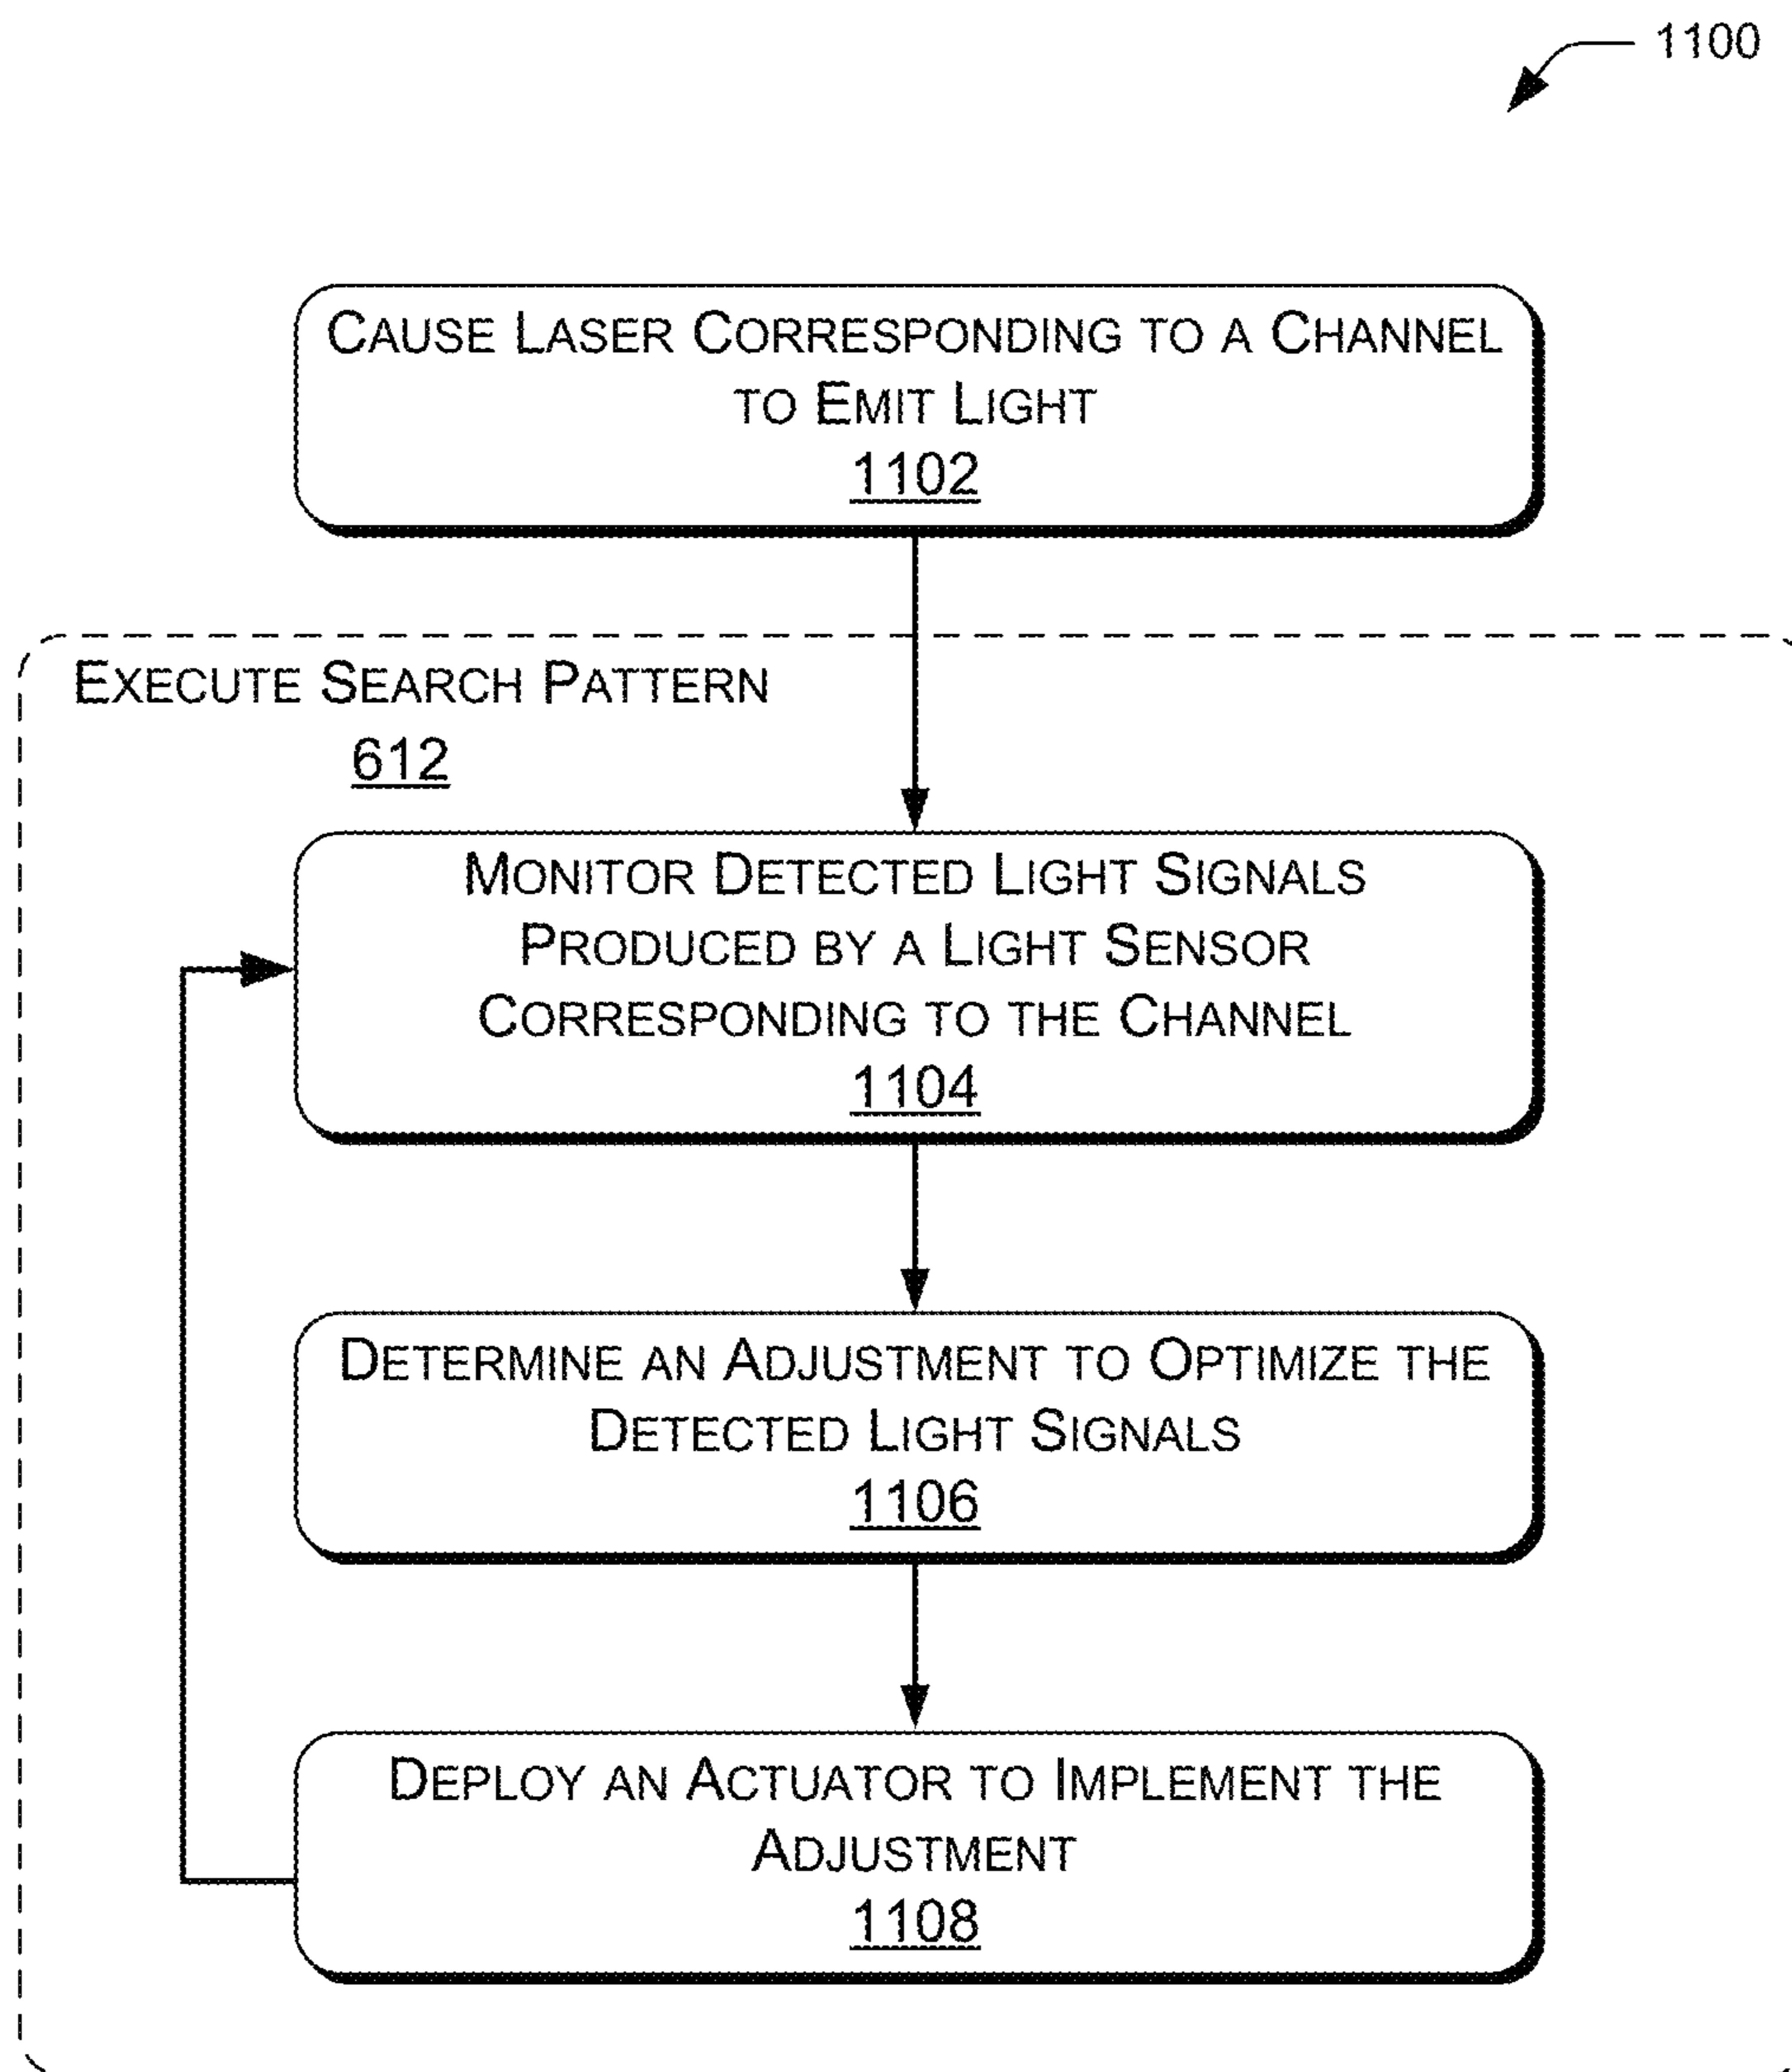 1100
CAUSE LASER CORRESPONDING TO A CHANNEL
TO EMIT LIGHT
1102
EXECUTE SEARCH PATTERN
612
MONITOR DETECTED LIGHT SIGNALS
PRODUCED BY A LIGHT SENSOR
CORRESPONDING TO THE CHANNEL
1104
DETERMINE AN ADJUSTMENT TO OPTIMIZE THE
DETECTED LIGHT SIGNALS
1106
DEPLOY AN ACTUATOR TO IMPLEMENT THE
ADJUSTMENT
1108